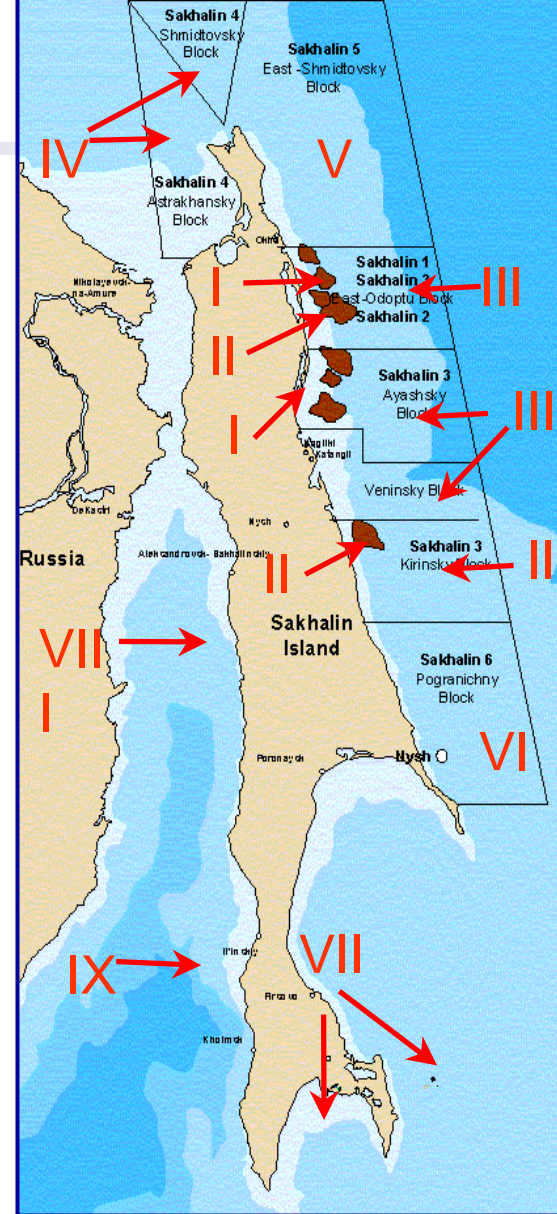 Sakhalin 4
Shmidtovsky
Block
Sakhalin 5
East -Shmidtovsky
Block
IV
V
Sakhalin 4
Astrakhansky
Block
Okha
Nikolayevsk-
na-Amure
Sakhalin 1
Sakhalin 3
East-Odoptu Block
Sakhalin 2
I
III
II
Sakhalin 3
Ayashsky
Block
I
III
Nogliki
Katangli
Veninsky Block
DeKastri
Nysh
Aleksandrovsk- Sakhalinskiy
Russia
Sakhalin 3
Kirinsky Block
II
II
Sakhalin
Island
VII
I
Sakhalin 6
Pogranichny
Block
VI
Nysh
Poronaysk
Il'inskiy
VII
IX
Firsovo
Kholmsk